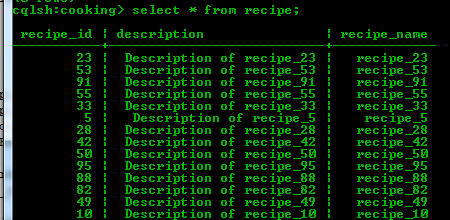 cqlsh:cooking> select * from recipe;
recipe_id | description | recipe_name
23 | Description of recipe_23 | recipe_23
53 | Description of recipe_53 | recipe_53
91 | Description of recipe_91 | recipe_91
55 | Description of recipe_55 | recipe_55
33 | Description of recipe_33 | recipe_33
5 | Description of recipe_5 | recipe_5
28 | Description of recipe_28 | recipe_28
42 | Description of recipe_42 | recipe_42
50 | Description of recipe_50 | recipe_50
95 | Description of recipe_95 | recipe_95
88 | Description of recipe_88 | recipe_88
82 | Description of recipe_82 | recipe_82
49 | Description of recipe_49 | recipe_49
10 | Description of recipe_10 | recipe_10